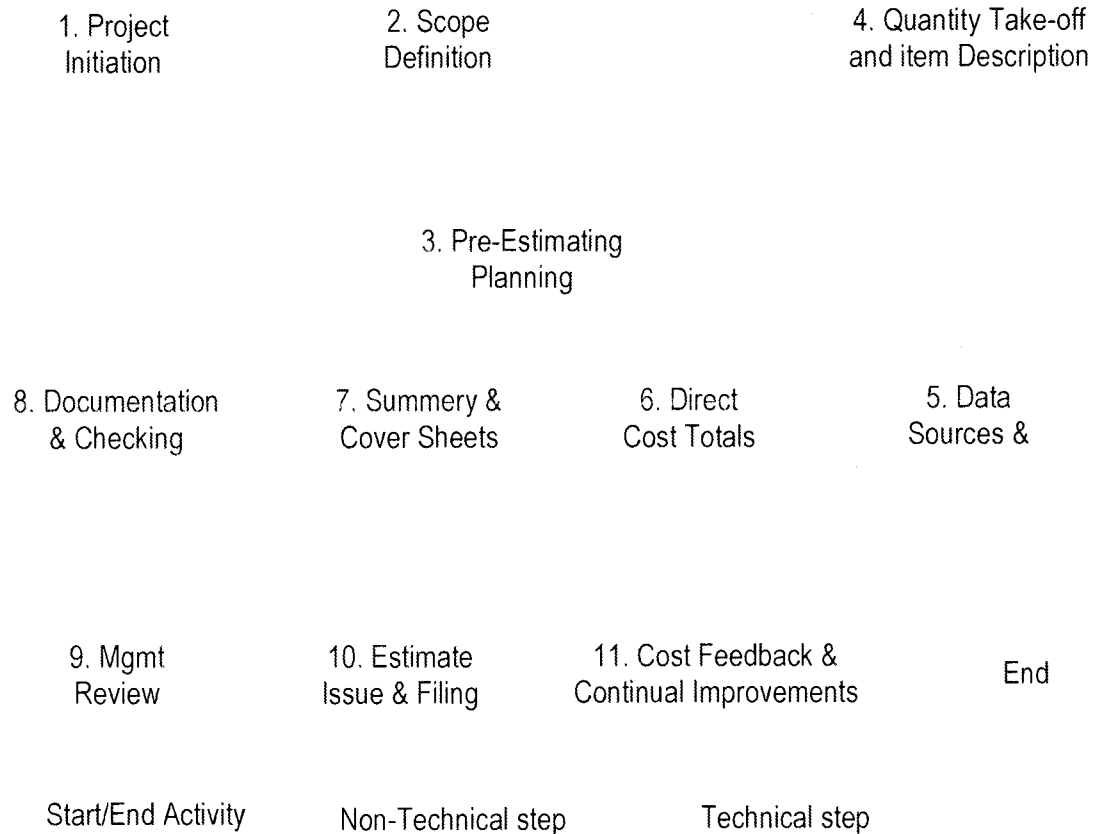 1. Project
Initiation
2. Scope
Definition
4. Quantity Take-off
and item Description
3. Pre-Estimating
Planning
8. Documentation
& Checking
7. Summery &
Cover Sheets
6. Direct
Cost Totals
5. Data
Sources &
9. Mgmt
Review
10. Estimate
Issue & Filing
11. Cost Feedback &
Continual Improvements
End
Start/End Activity
Non-Technical step
Technical step